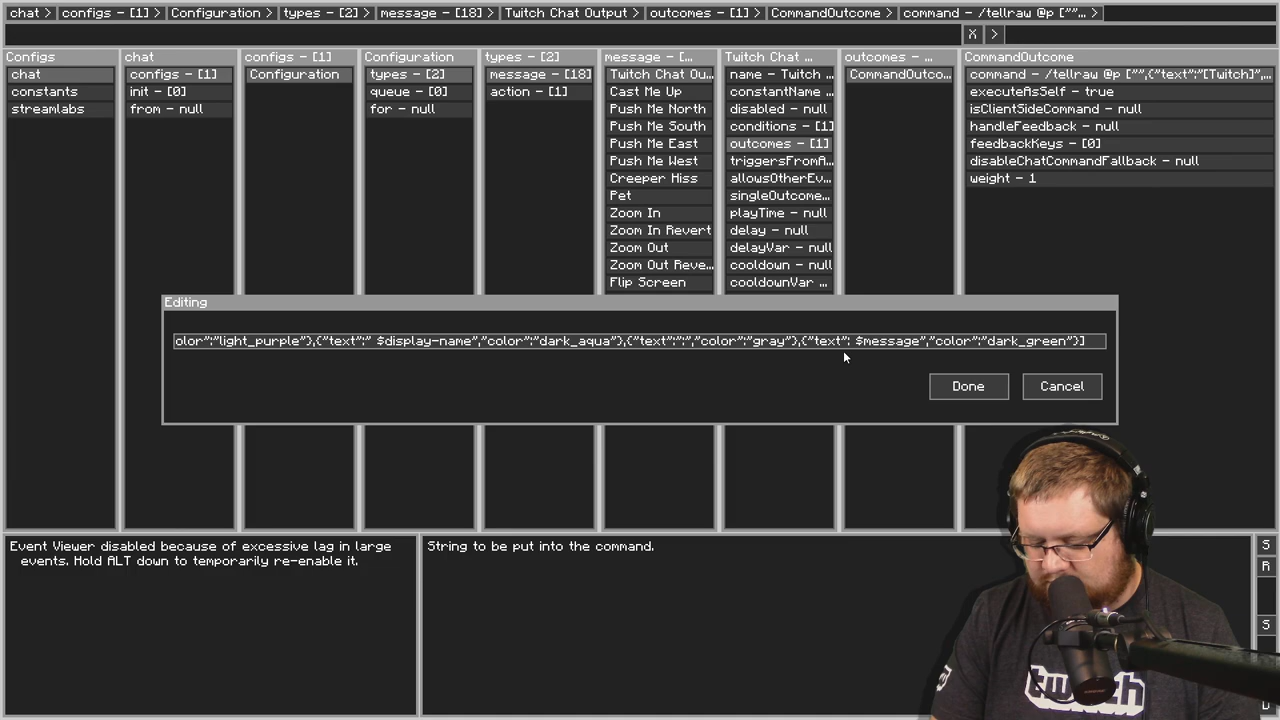 chat > configs - [1] > Configuration > types - [2] > message - [18] > Twitch Chat Output > outcomes - [1] > CommandOutcome > command - /tellraw @p [""... >
X >
Configs
chat
constants
streamlabs
chat
configs - [1]
init - [0]
from - null
configs - [1]
Configuration
Configuration
types - [2]
queue - [0]
for - null
types - [2]
message - [18]
action - [1]
message - [...
Twitch Chat Ou...
Cast Me Up
Push Me North
Push Me South
Push Me East
Push Me West
Creeper Hiss
Pet
Zoom In
Zoom In Revert
Zoom Out
Zoom Out Reve...
Flip Screen
Twitch Chat ...
name - Twitch ...
constantName ...
disabled - null
conditions - [1]
outcomes - [1]
triggersFromA...
allowsOtherEv...
singleOutcome...
playTime - null
delay - null
delayVar - null
cooldown - null
cooldownVar ...
outcomes - ...
CommandOutco...
CommandOutcome
command - /tellraw @p ["",{"text":"[Twitch]",...
executeAsSelf - true
isClientSideCommand - null
handleFeedback - null
feedbackKeys - [0]
disableChatCommandFallback - null
weight - 1
Editing
olor":"light_purple"},{"text":" $display-name","color":"dark_aqua"},{"text":":","color":"gray"},{"text": $message","color":"dark_green"}]
Done
Cancel
Event Viewer disabled because of excessive lag in large
events. Hold ALT down to temporarily re-enable it.
String to be put into the command.
S
R
S
D
twitch